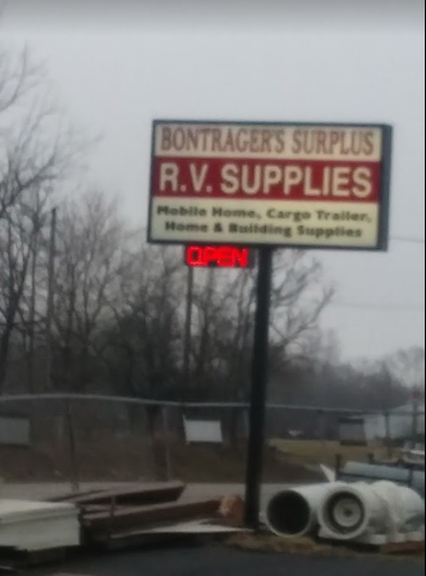 BONTRAGER'S SURPLUS
R.V. SUPPLIES
Mobile Home, Cargo Trailer,
Home & Building Supplies
OPEN